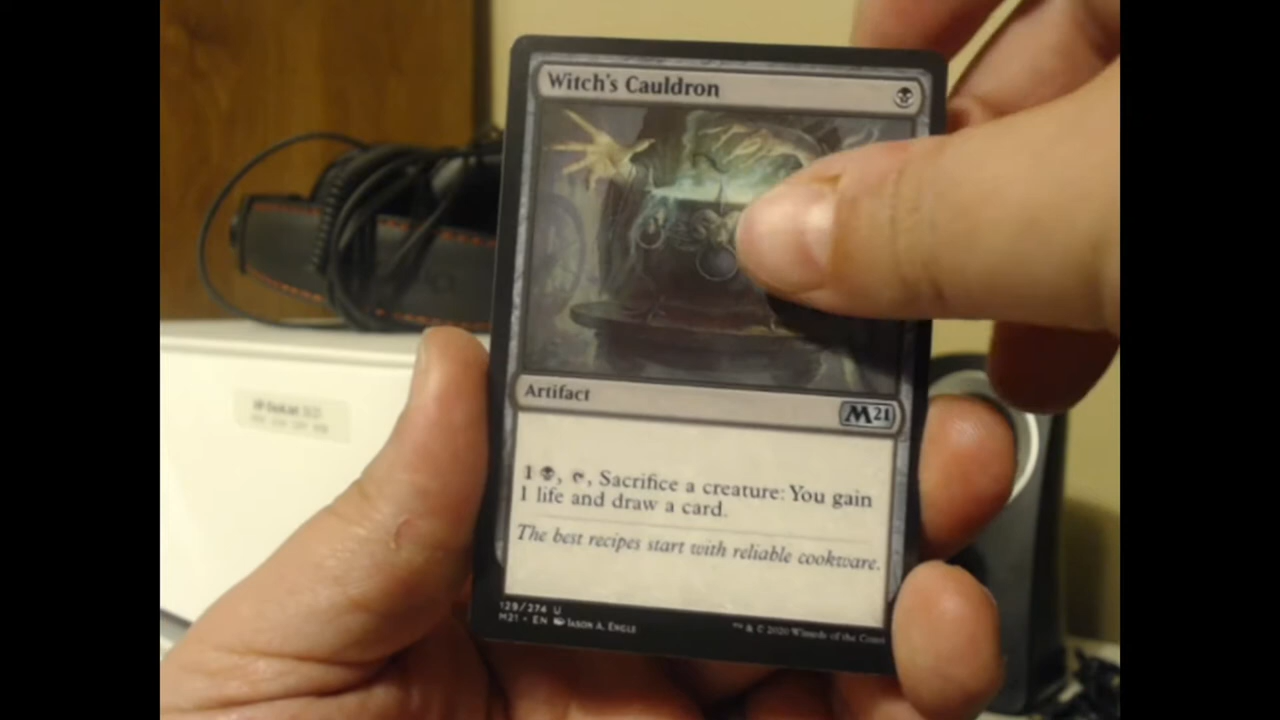 Witch's Cauldron
Artifact
M21
1 , , Sacrifice a creature: You gain
1 life and draw a card.
The best recipes start with reliable cookware.
129/274 U
M21 • EN Jason A. Engle
™ & © 2020 Wizards of the Coast